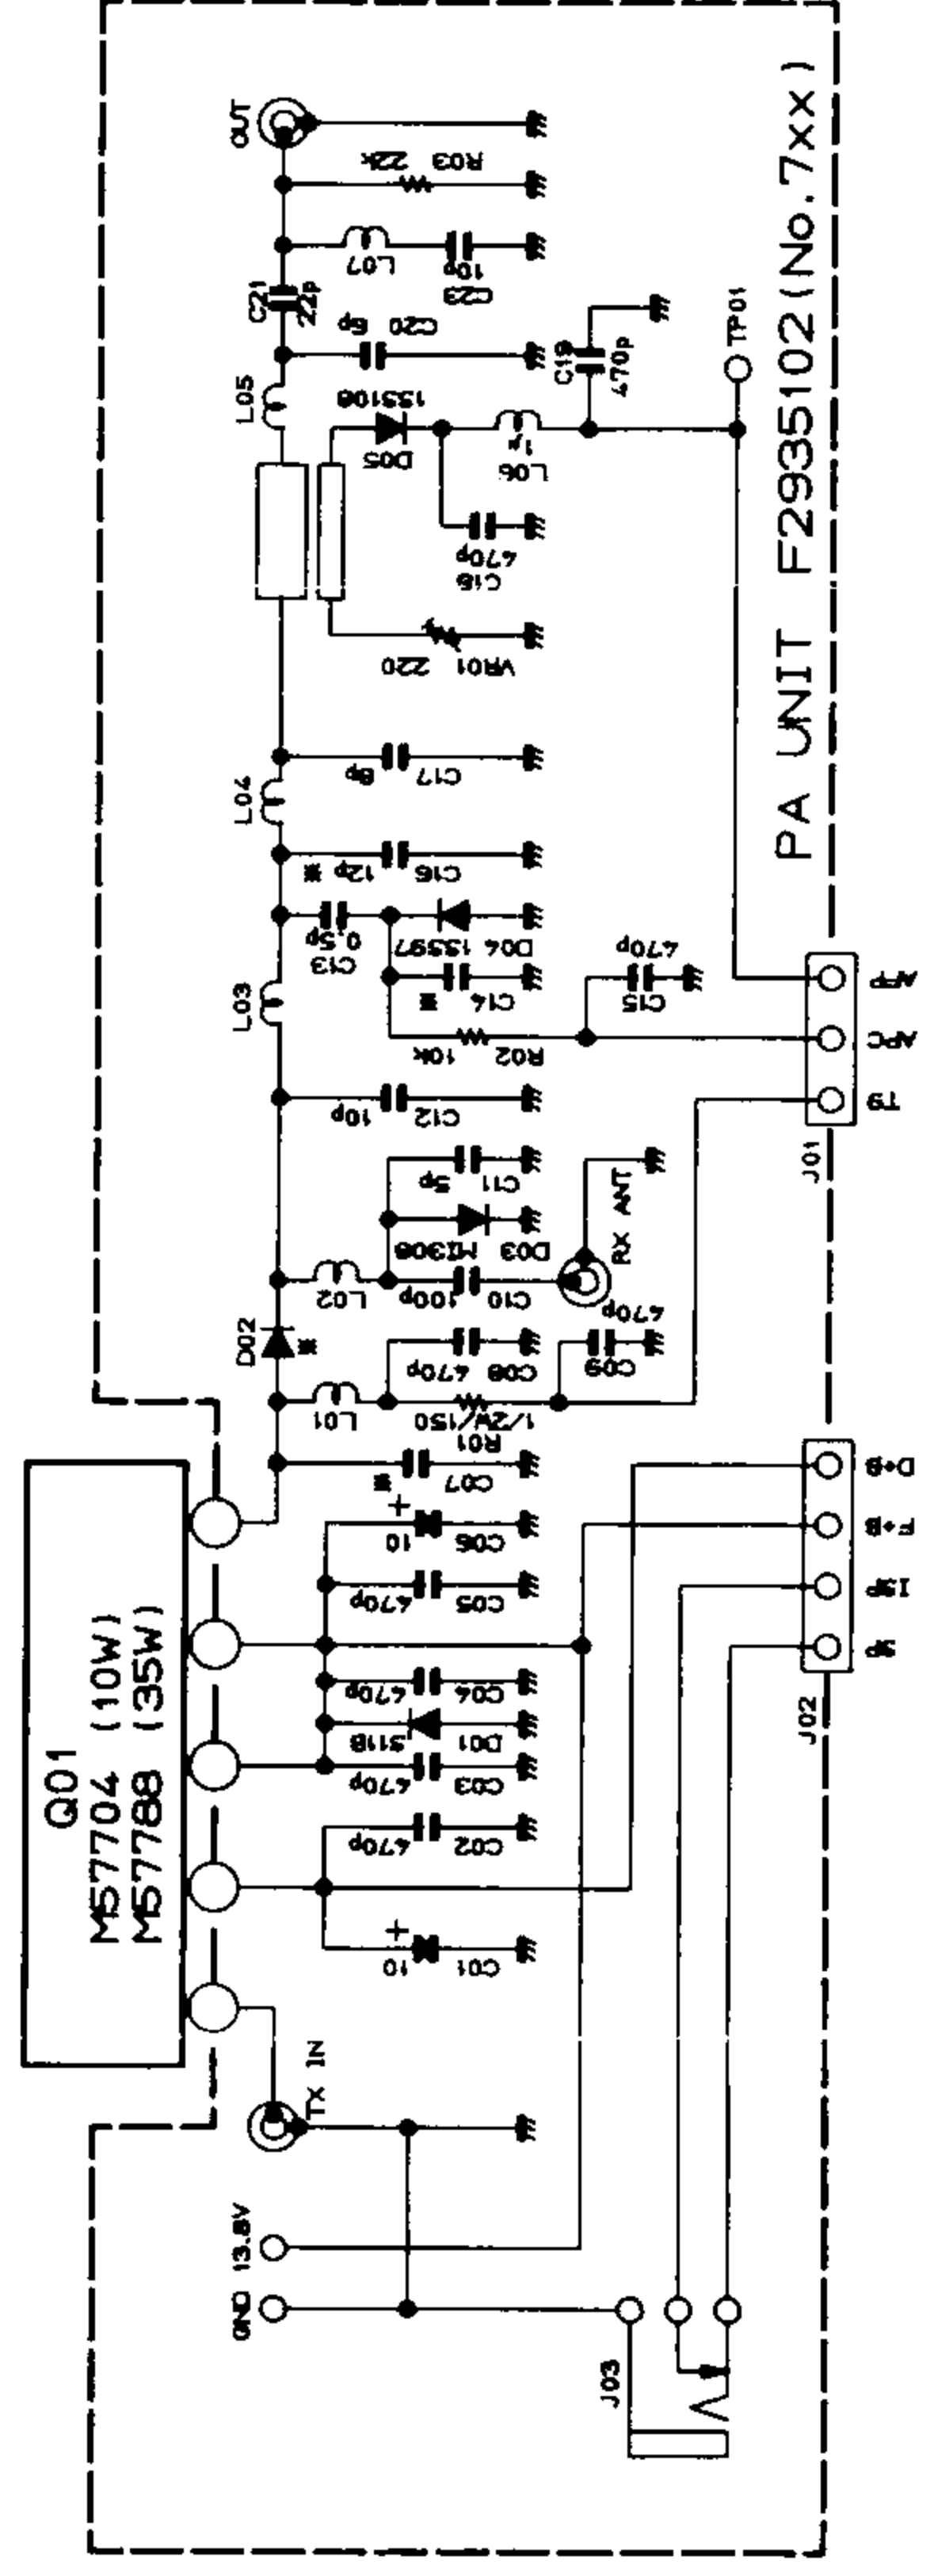 OUT
R03 22k
L07
10p
C23
C21
22p
C20 6p
L05
1SS106
D05
1μ
L06
C19
470p
TP01
470p
C18
VR01 220
PA UNIT F2935102(No.7xx)
8p C17
L04
※ 12p C16
0.5p
C13
1SS97 D04
※ C14
470p
C15
L03
10k R02
10p C12
AFP
APC
T9
J01
5p C11
MI308 D03
RX ANT
L02
100p C10
D02
※
470p
C09
470p C08
L01
1/2W/150
R01
※ C07
D+B
F+B
ISP
SP
J02
+
10 C06
470p C05
470p C04
S11B D01
470p C03
470p C02
+
10 C01
Q01
M57704 (10W)
M57788 (35W)
TX IN
13.8V
GND
J03